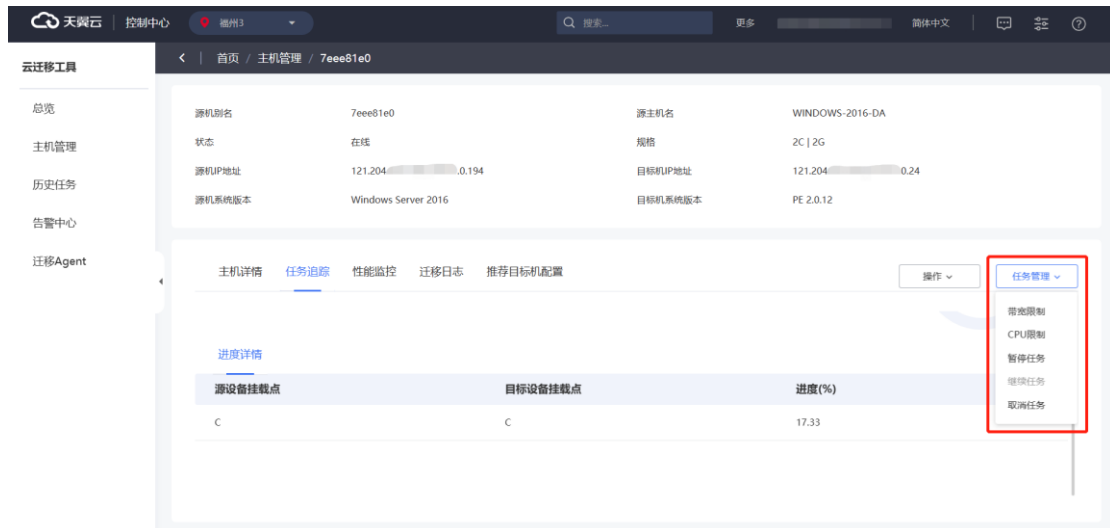 天翼云 控制中心 福州3 搜索... 更多 简体中文
云迁移工具
首页 / 主机管理 / 7eee81e0
总览
主机管理
历史任务
告警中心
迁移Agent
源机别名 7eee81e0 源主机名 WINDOWS-2016-DA
状态 在线 规格 2C | 2G
源机IP地址 121.204 .0.194 目标机IP地址 121.204 0.24
源机系统版本 Windows Server 2016 目标机系统版本 PE 2.0.12
主机详情 任务追踪 性能监控 迁移日志 推荐目标机配置 操作 任务管理
带宽限制
CPU限制
暂停任务
继续任务
取消任务
进度详情
源设备挂载点 目标设备挂载点 进度(%)
C C 17.33